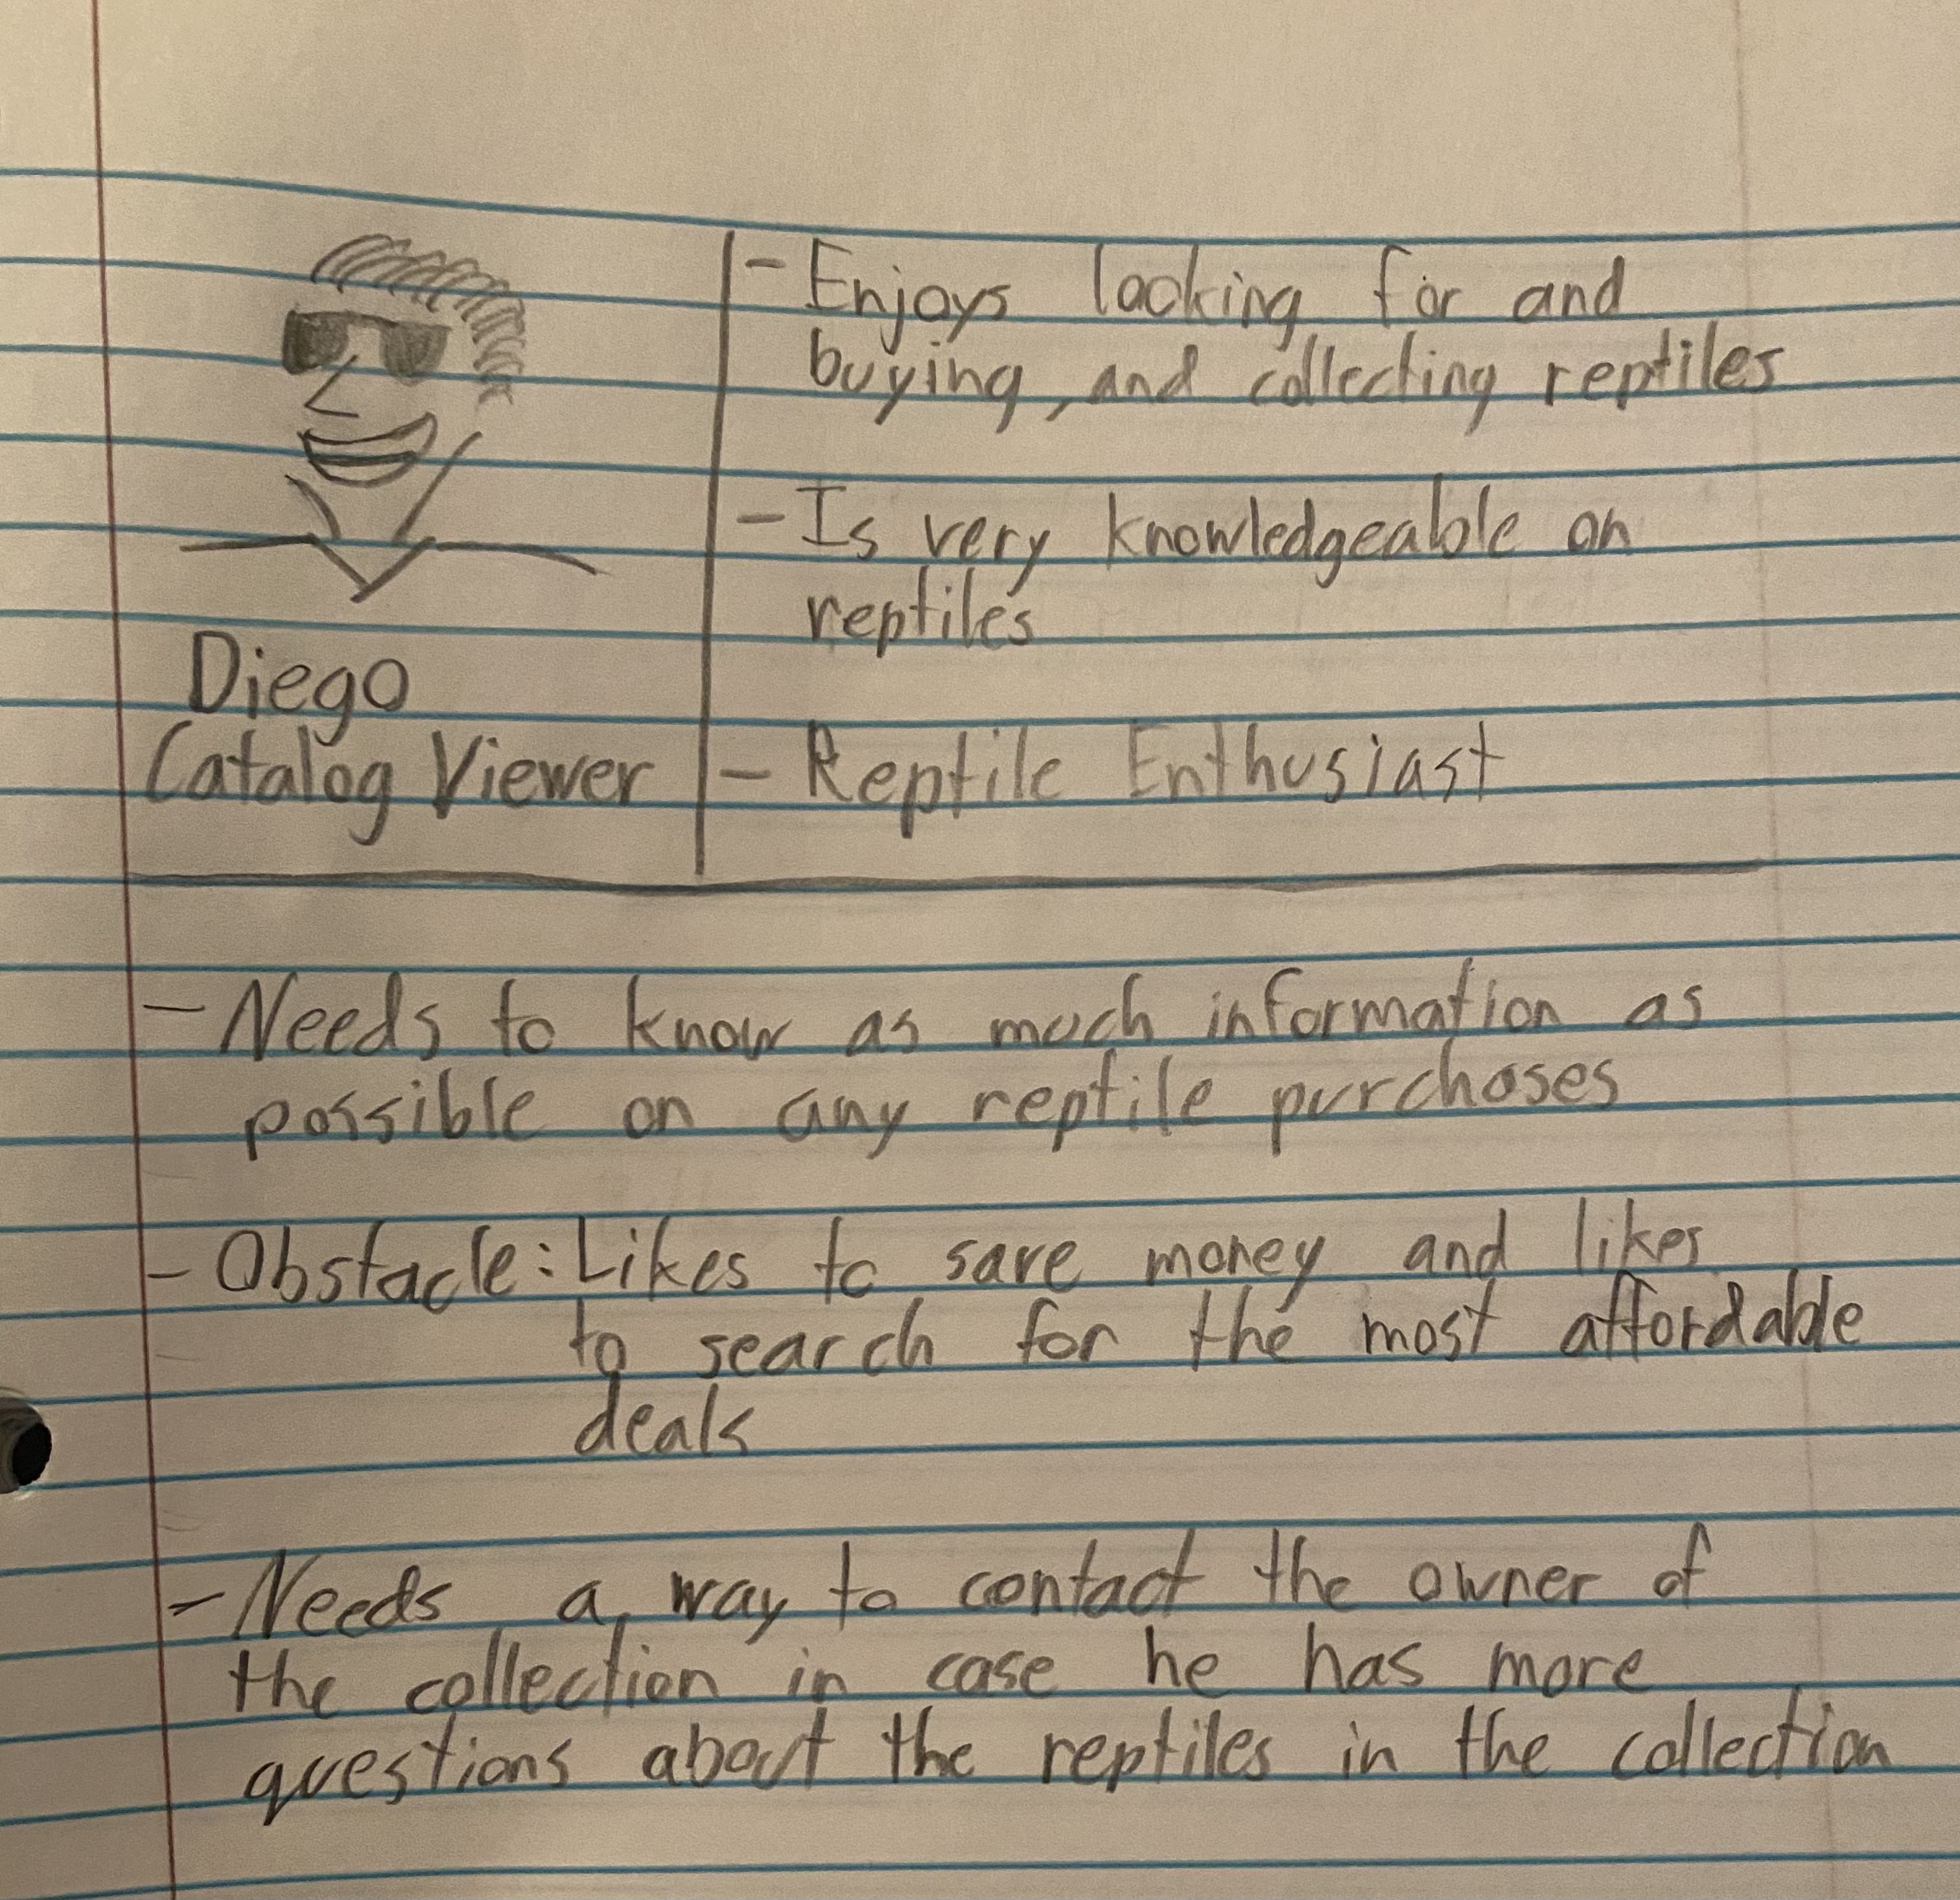 Diego
Catalog Viewer
- Enjoys looking for and
buying, and collecting reptiles
- Is very knowledgeable on
reptiles
- Reptile Enthusiast
- Needs to know as much information as
possible on any reptile purchases
- Obstacle: Likes to save money and likes
to search for the most affordable
deals
- Needs a way to contact the owner of
the collection in case he has more
questions about the reptiles in the collection